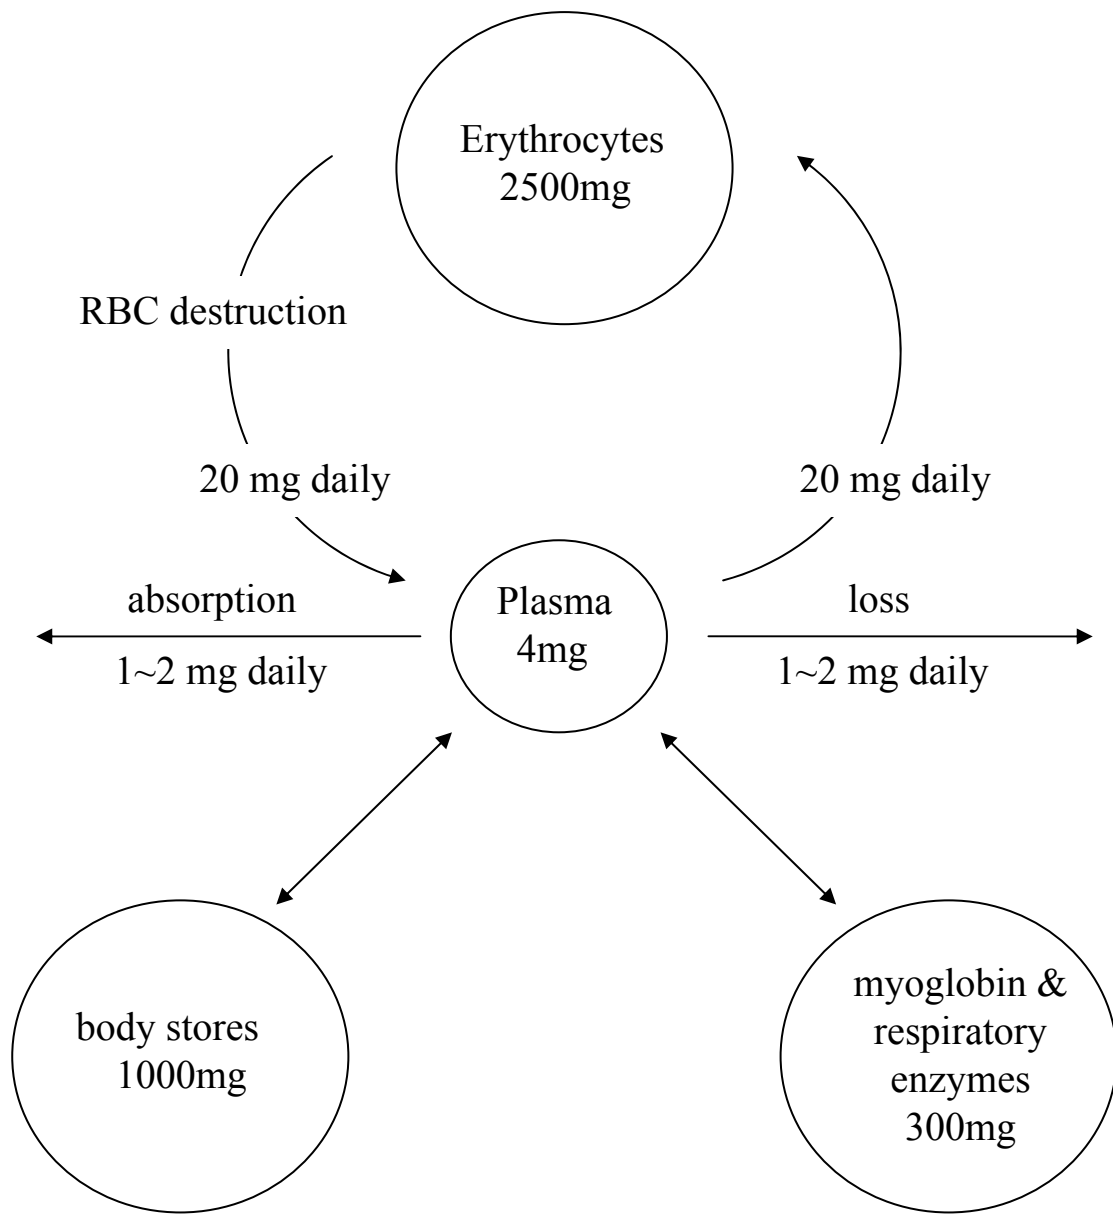 Erythrocytes
2500mg
RBC destruction
20 mg daily
20 mg daily
absorption
1~2 mg daily
Plasma
4mg
loss
1~2 mg daily
body stores
1000mg
myoglobin &
respiratory
enzymes
300mg